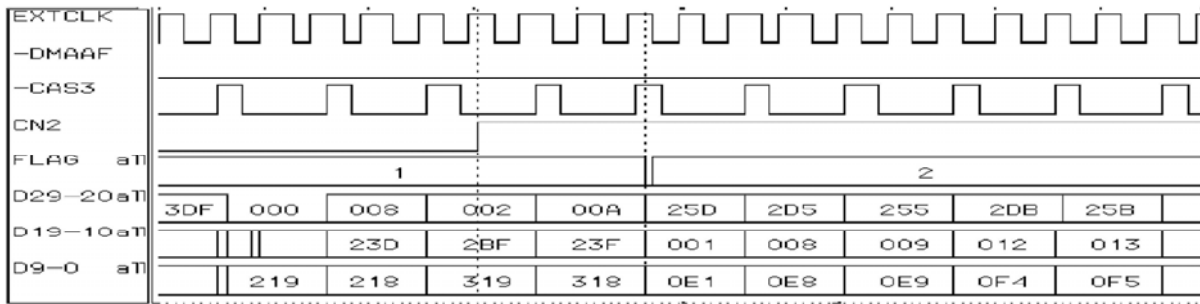 EXTCLK
-DMAAF
-CAS3
CN2
FLAG all 1 2
D29-20all 3DF 000 008 002 00A 25D 2D5 255 2DB 25B
D19-10all 23D 2BF 23F 001 008 009 012 013
D9-0 all 219 218 319 318 0E1 0E8 0E9 0F4 0F5